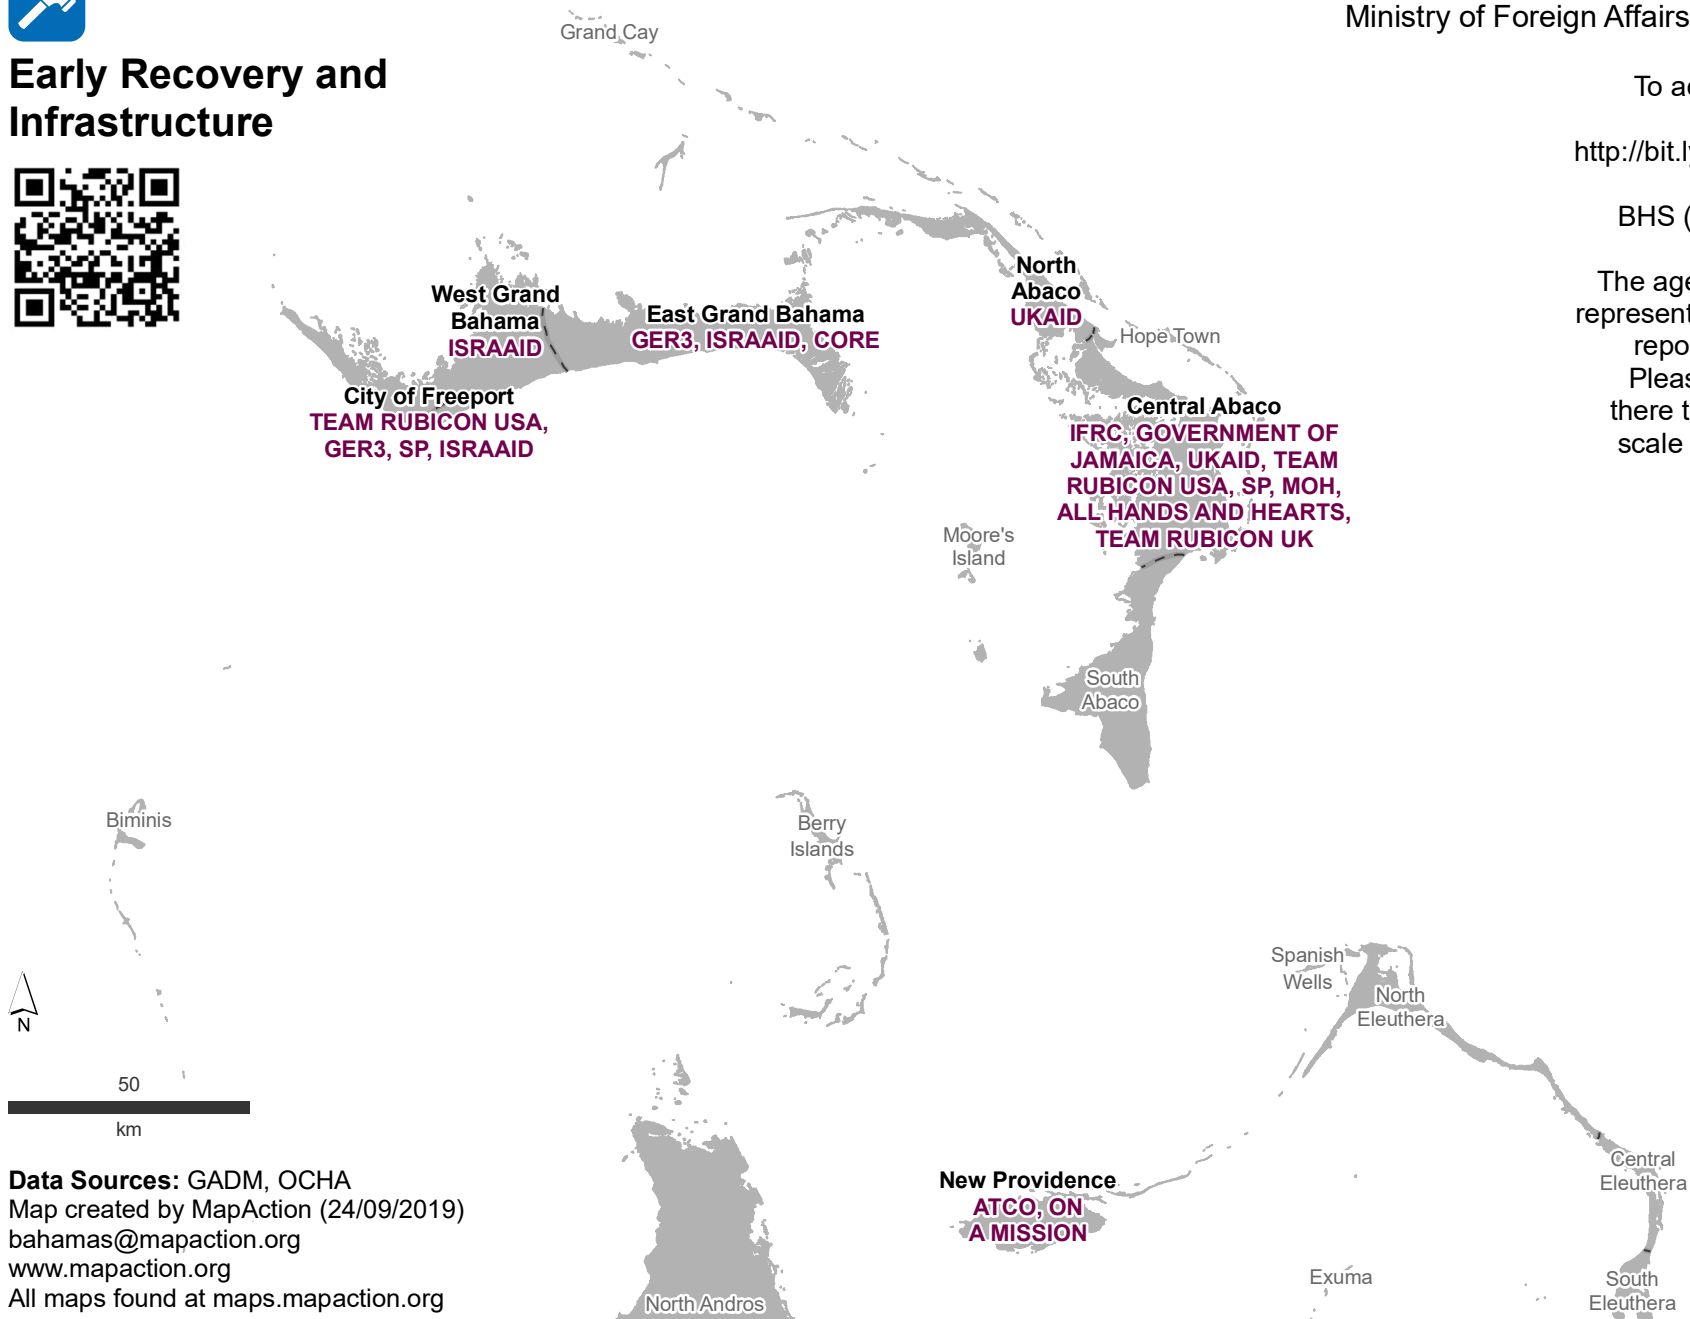 Early Recovery and
Infrastructure
Ministry of Foreign Affairs
To
http://bit.l
BHS (
The
represent
repo
Pleas
there
scale
Grand Cay
West Grand
Bahama
ISRAAID
East Grand Bahama
GER3, ISRAAID, CORE
City of Freeport
TEAM RUBICON USA,
GER3, SP, ISRAAID
North
Abaco
UKAID
Hope Town
Central Abaco
IFRC, GOVERNMENT OF
JAMAICA, UKAID, TEAM
RUBICON USA, SP, MOH,
ALL HANDS AND HEARTS,
TEAM RUBICON UK
Moore's
Island
South
Abaco
Biminis
Berry
Islands
Spanish
Wells
North
Eleuthera
Central
Eleuthera
South
Eleuthera
New Providence
ATCO, ON
A MISSION
Exuma
North Andros
N
50
km
Data Sources: GADM, OCHA
Map created by MapAction (24/09/2019)
bahamas@mapaction.org
www.mapaction.org
All maps found at maps.mapaction.org